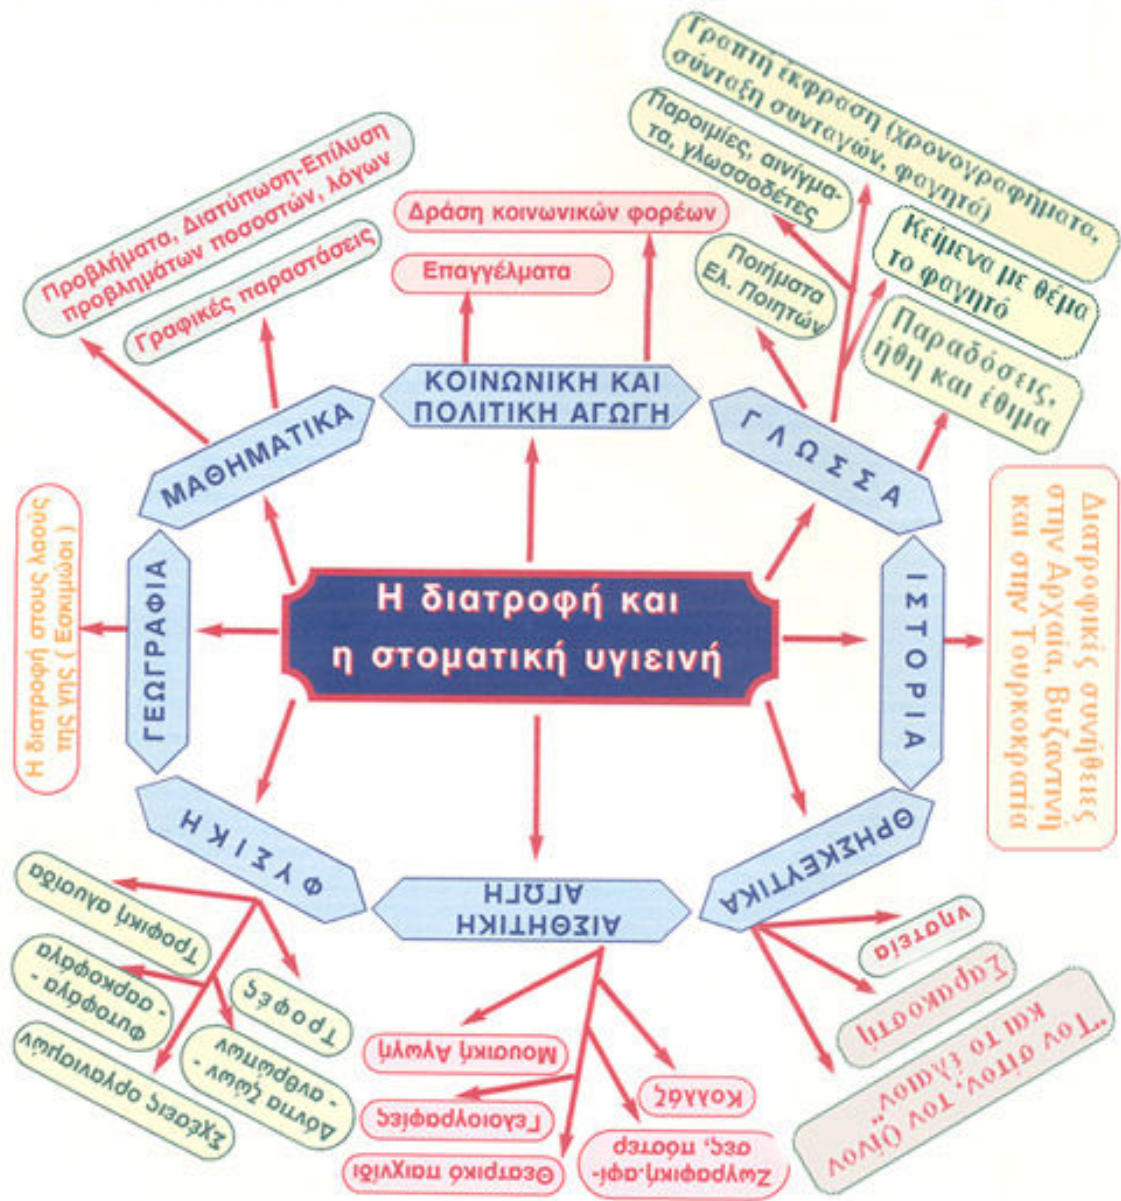 Η διατροφή και
η στοματική υγιεινή
ΚΟΙΝΩΝΙΚΗ ΚΑΙ
ΠΟΛΙΤΙΚΗ ΑΓΩΓΗ
Επαγγέλματα
Δράση κοινωνικών φορέων
ΓΛΩΣΣΑ
Ποιήματα
Ελ. Ποιητών
Παροιμίες, αινίγμα-
τα, γλωσσοδέτες
Γραπτή έκφραση (χρονογραφήματα,
σύνταξη συνταγών, φαγητό)
Κείμενα με θέμα
το φαγητό
Παραδόσεις,
ήθη και έθιμα
ΙΣΤΟΡΙΑ
Διατροφικές συνήθειες
στην Αρχαία, Βυζαντινή
και στην Τουρκοκρατία
ΘΡΗΣΚΕΥΤΙΚΑ
νηστεία
Σαρακοστή
"Τον σίτον, τον Οίνον
και το έλαιον"
ΑΙΣΘΗΤΙΚΗ
ΑΓΩΓΗ
Κολλάζ
Ζωγραφική.αφί-
σες, πόστερ
Θεατρικό παιχνίδι
Γελοιογραφίες
Μουσική Αγωγή
ΦΥΣΙΚΗ
Τροφές
Δόντια ζώων -
- ανθρώπων
Σχέσεις οργανισμών
Φυτοφάγα -
- σαρκοφάγα
Τροφική αλυσίδα
ΓΕΩΓΡΑΦΙΑ
Η διατροφή στους λαούς
της γης ( Εσκιμώοι )
ΜΑΘΗΜΑΤΙΚΑ
Προβλήματα, Διατύπωση-Επίλυση
προβλημάτων ποσοστών, λόγων
Γραφικές παραστάσεις